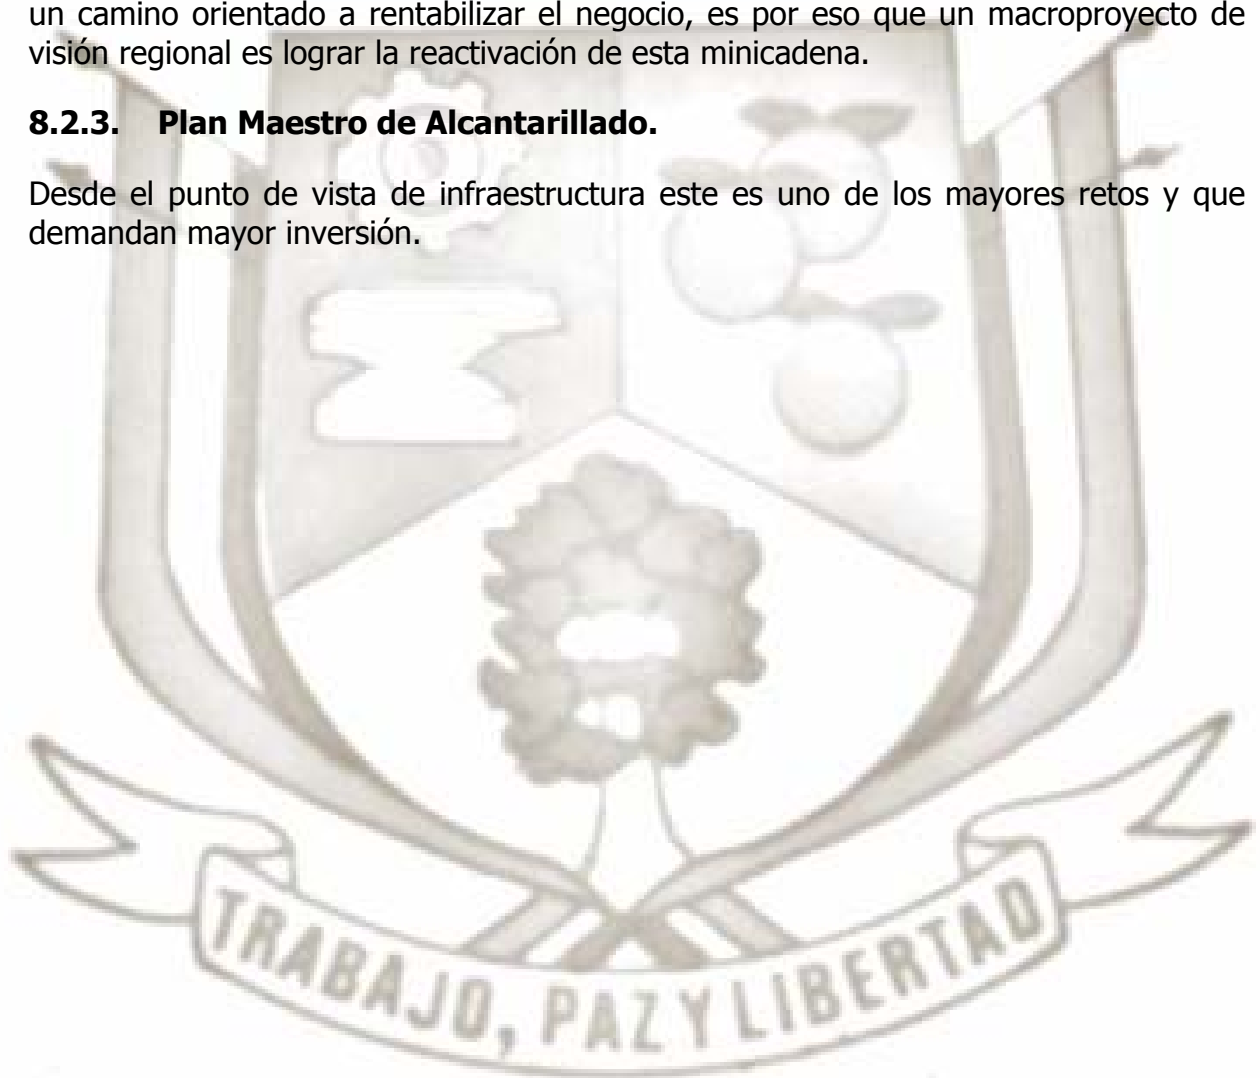 un camino orientado a rentabilizar el negocio, es por eso que un macroproyecto de
visión regional es lograr la reactivación de esta minicadena.
8.2.3. Plan Maestro de Alcantarillado.
Desde el punto de vista de infraestructura este es uno de los mayores retos y que
demandan mayor inversión.
TRABAJO, PAZ Y LIBERTAD